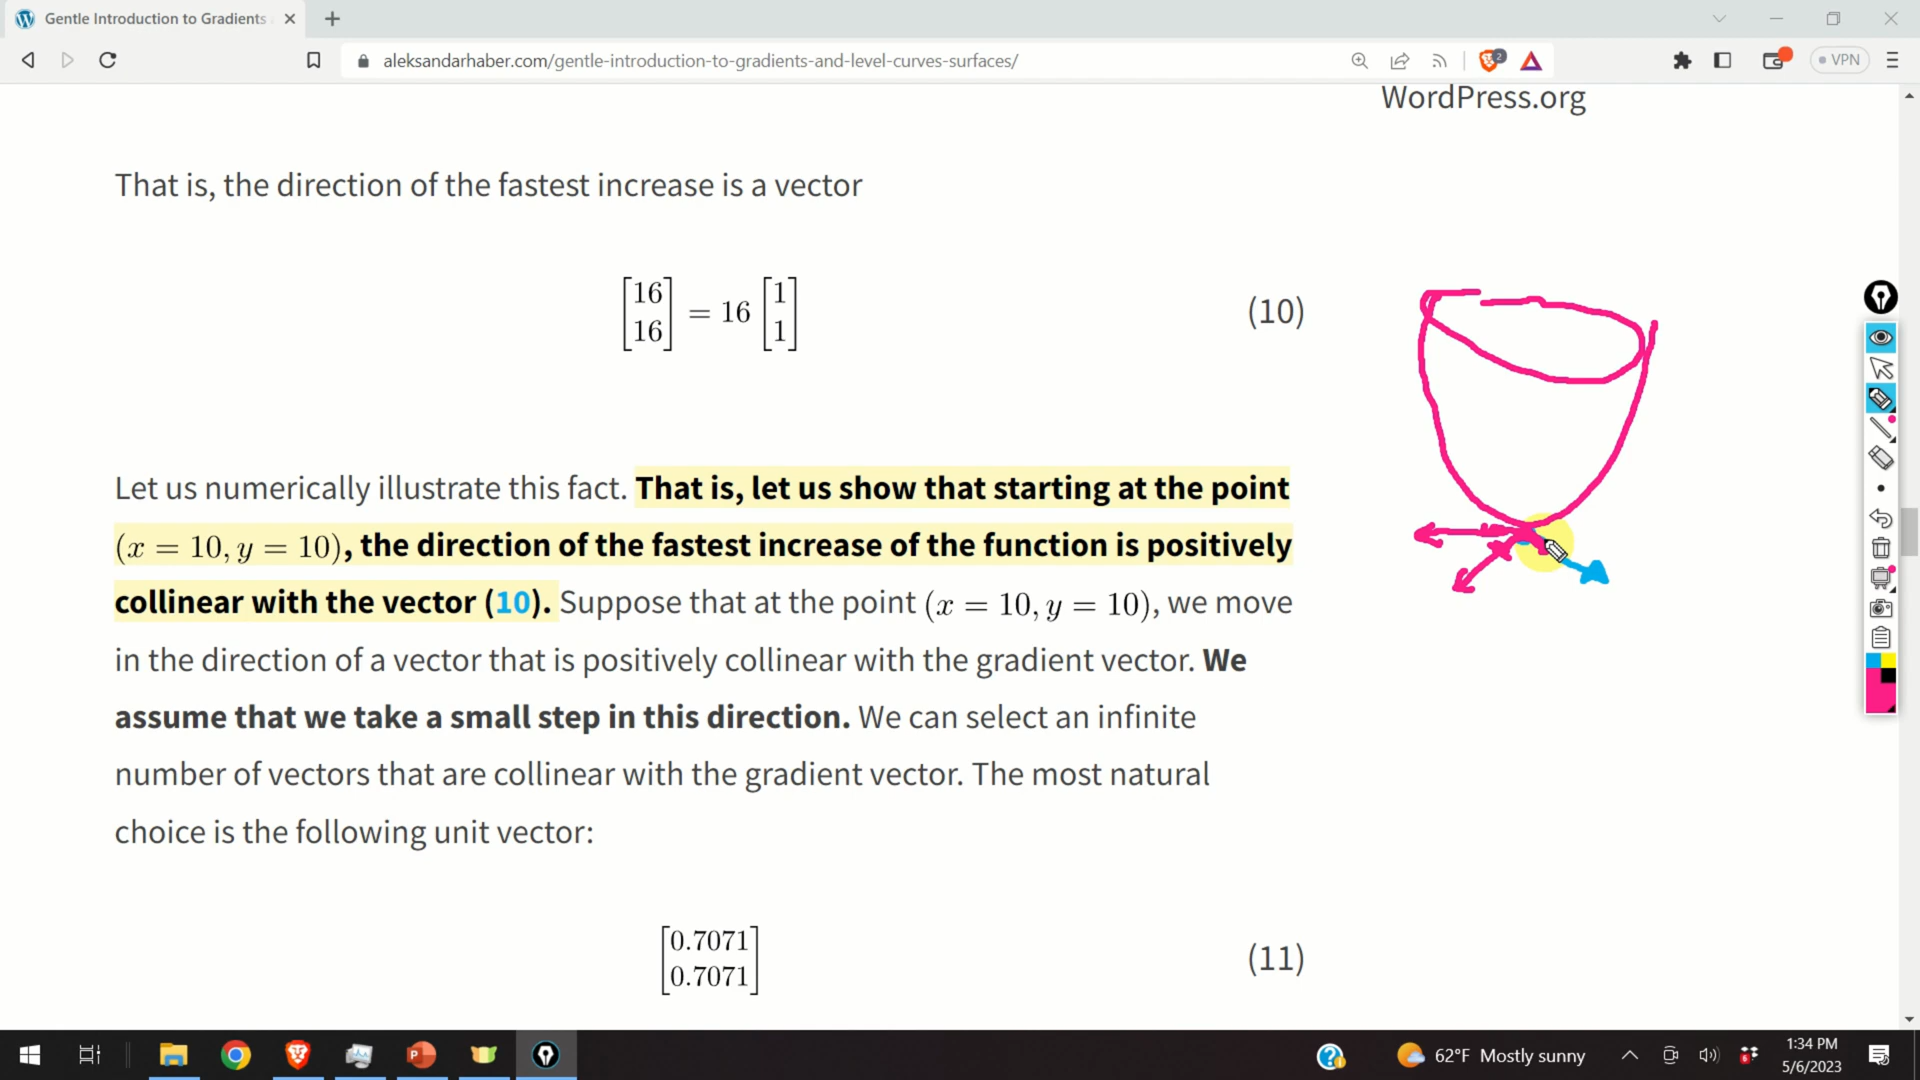 Gentle Introduction to Gradients
aleksandarhaber.com/gentle-introduction-to-gradients-and-level-curves-surfaces/
2
VPN
WordPress.org
That is, the direction of the fastest increase is a vector
[16 16] = 16 [1 1] (10)
Let us numerically illustrate this fact. That is, let us show that starting at the point
(x = 10, y = 10), the direction of the fastest increase of the function is positively
collinear with the vector (10). Suppose that at the point (x = 10, y = 10), we move
in the direction of a vector that is positively collinear with the gradient vector. We
assume that we take a small step in this direction. We can select an infinite
number of vectors that are collinear with the gradient vector. The most natural
choice is the following unit vector:
[0.7071 0.7071] (11)
62°F Mostly sunny
1:34 PM
5/6/2023